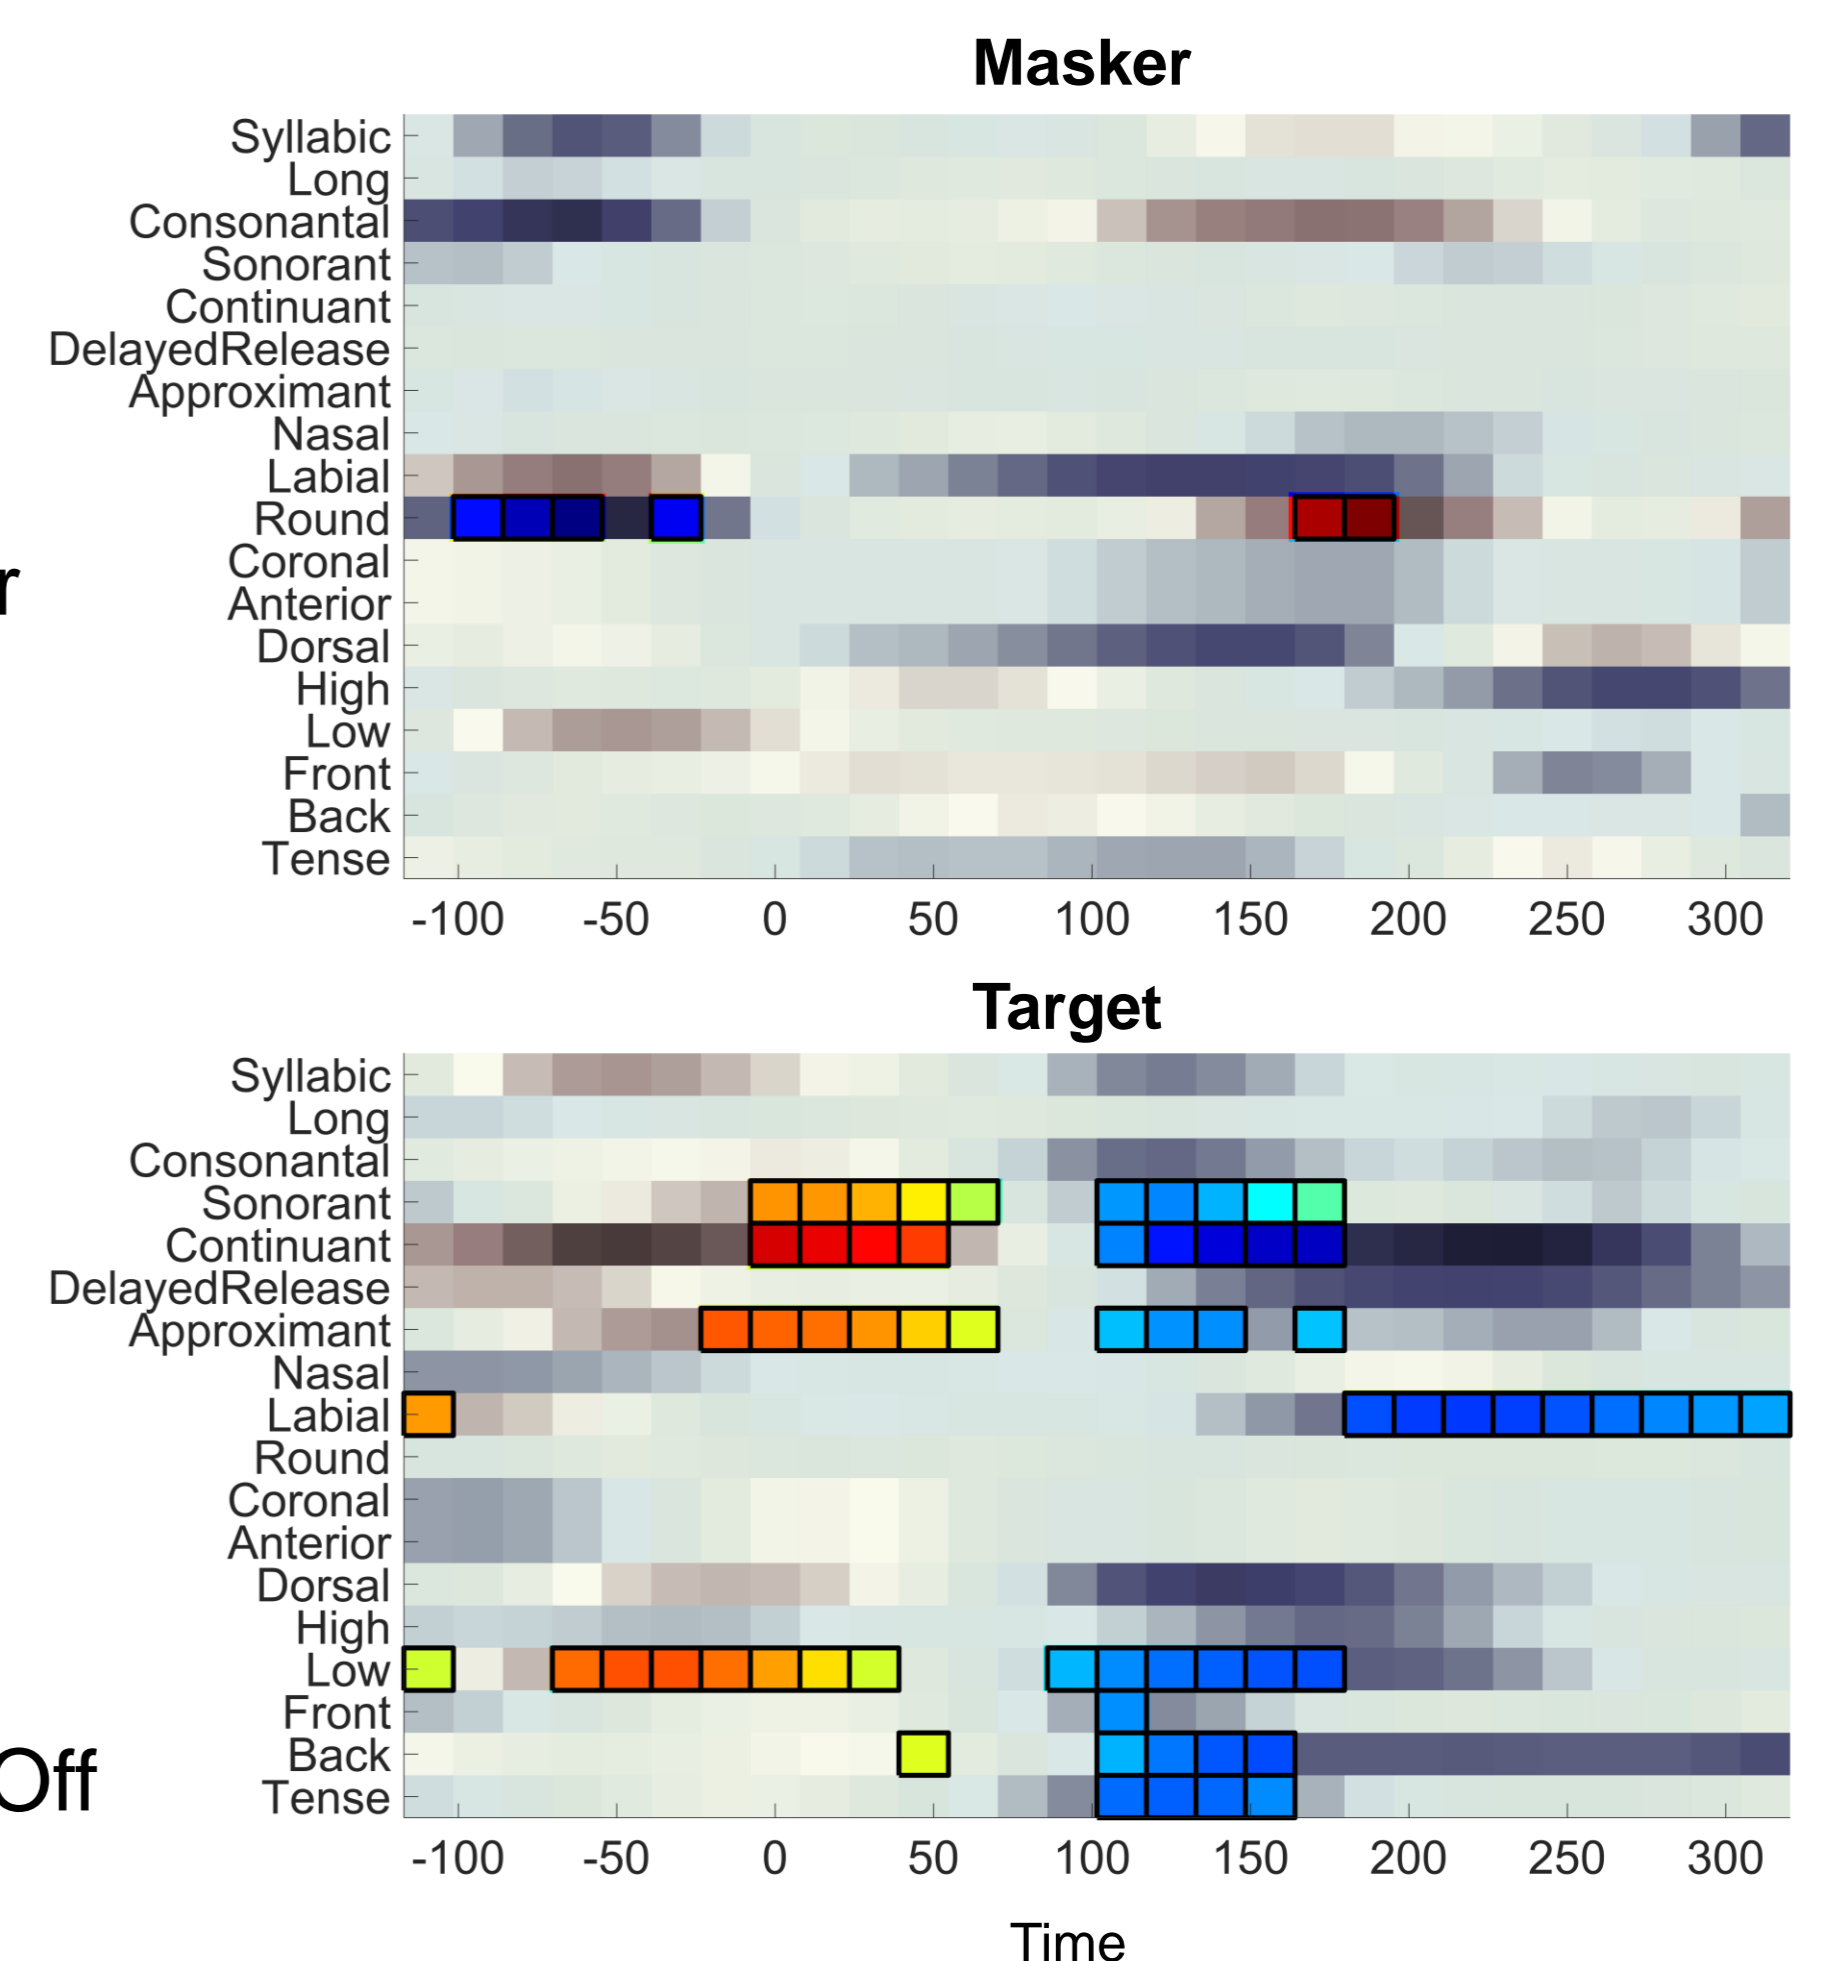 Masker
Syllabic
Long
Consonantal
Sonorant
Continuant
DelayedRelease
Approximant
Nasal
Labial
Round
Coronal
Anterior
Dorsal
High
Low
Front
Back
Tense
-100 -50 0 50 100 150 200 250 300
r
Target
Syllabic
Long
Consonantal
Sonorant
Continuant
DelayedRelease
Approximant
Nasal
Labial
Round
Coronal
Anterior
Dorsal
High
Low
Front
Back
Tense
Off
-100 -50 0 50 100 150 200 250 300
Time